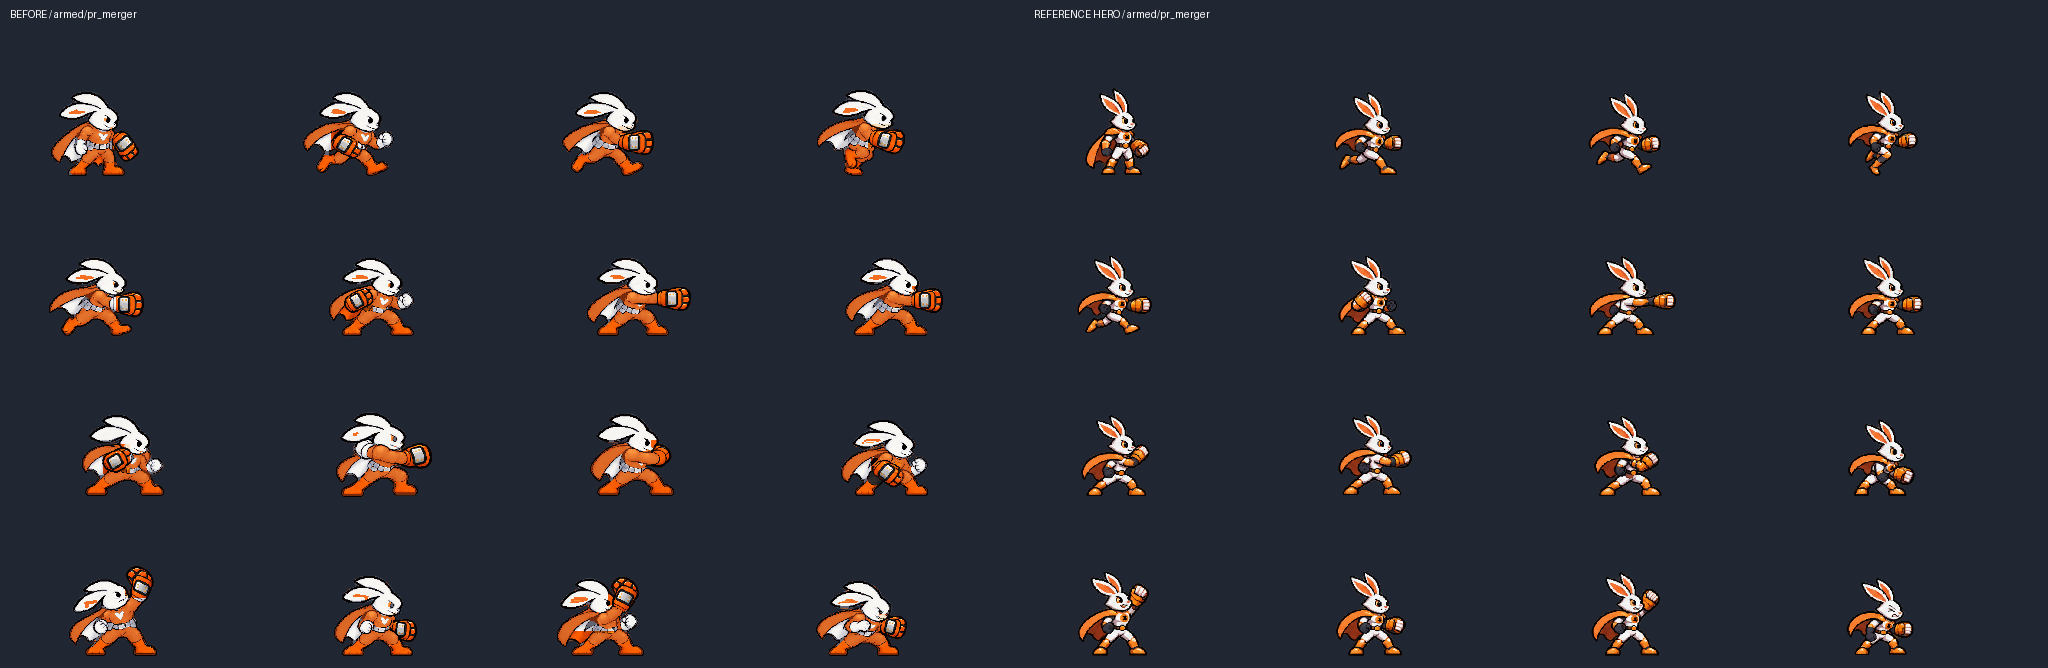 BEFORE / armed/pr_merger
REFERENCE HERO / armed/pr_merger